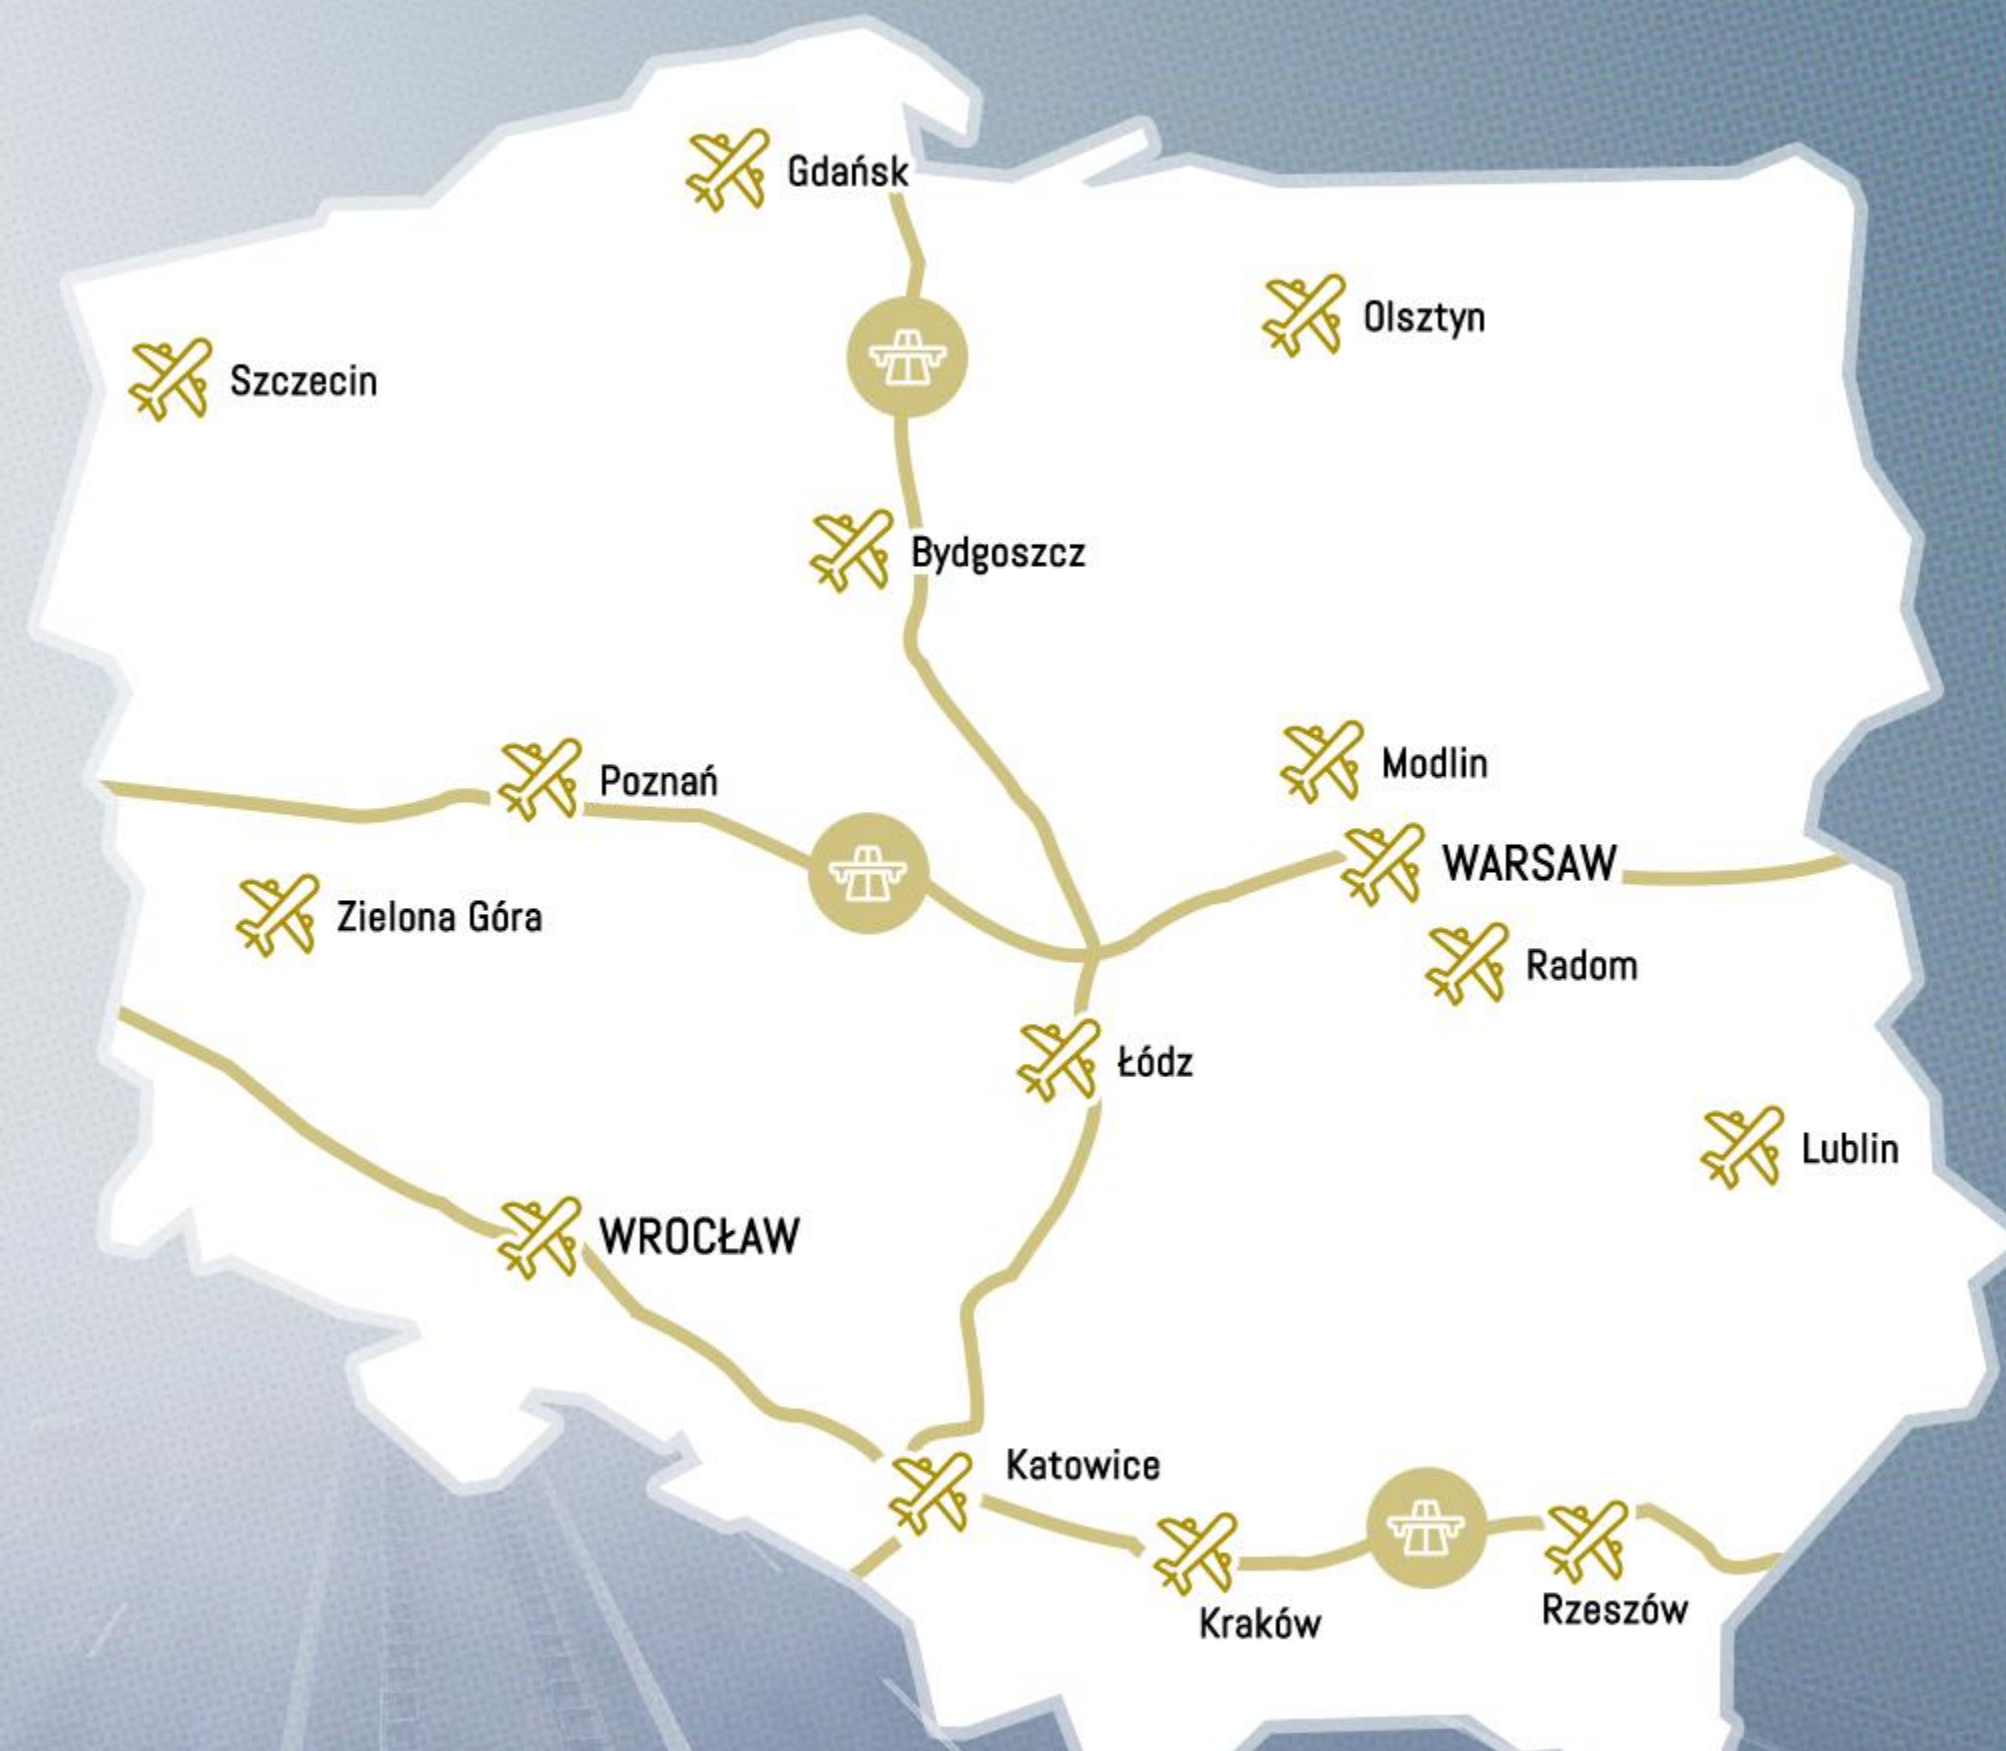 Gdańsk
Olsztyn
Szczecin
Bydgoszcz
Modlin
Poznań
WARSAW
Zielona Góra
Radom
Łódz
Lublin
WROCŁAW
Katowice
Kraków
Rzeszów